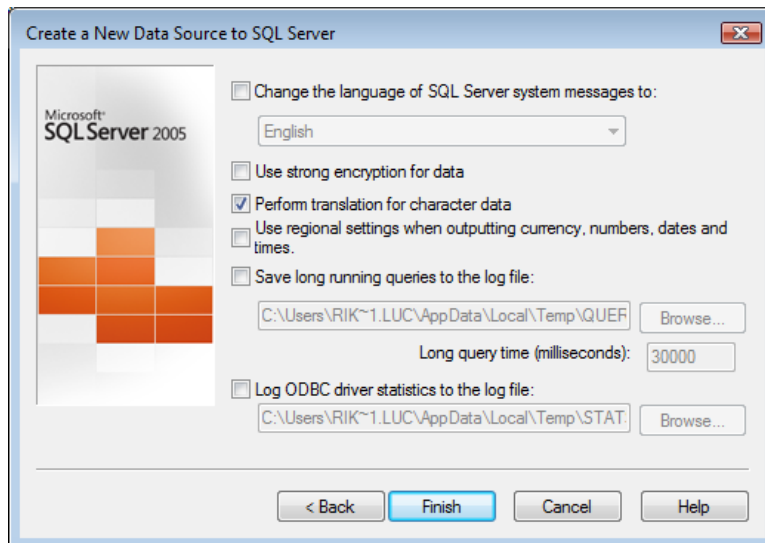 Create a New Data Source to SQL Server
Microsoft
SQL Server 2005
Change the language of SQL Server system messages to:
English
Use strong encryption for data
Perform translation for character data
Use regional settings when outputting currency, numbers, dates and
times.
Save long running queries to the log file:
C:\Users\RIK~1.LUC\AppData\Local\Temp\QUER
Browse...
Long query time (milliseconds):
30000
Log ODBC driver statistics to the log file:
C:\Users\RIK~1.LUC\AppData\Local\Temp\STAT
Browse...
< Back
Finish
Cancel
Help